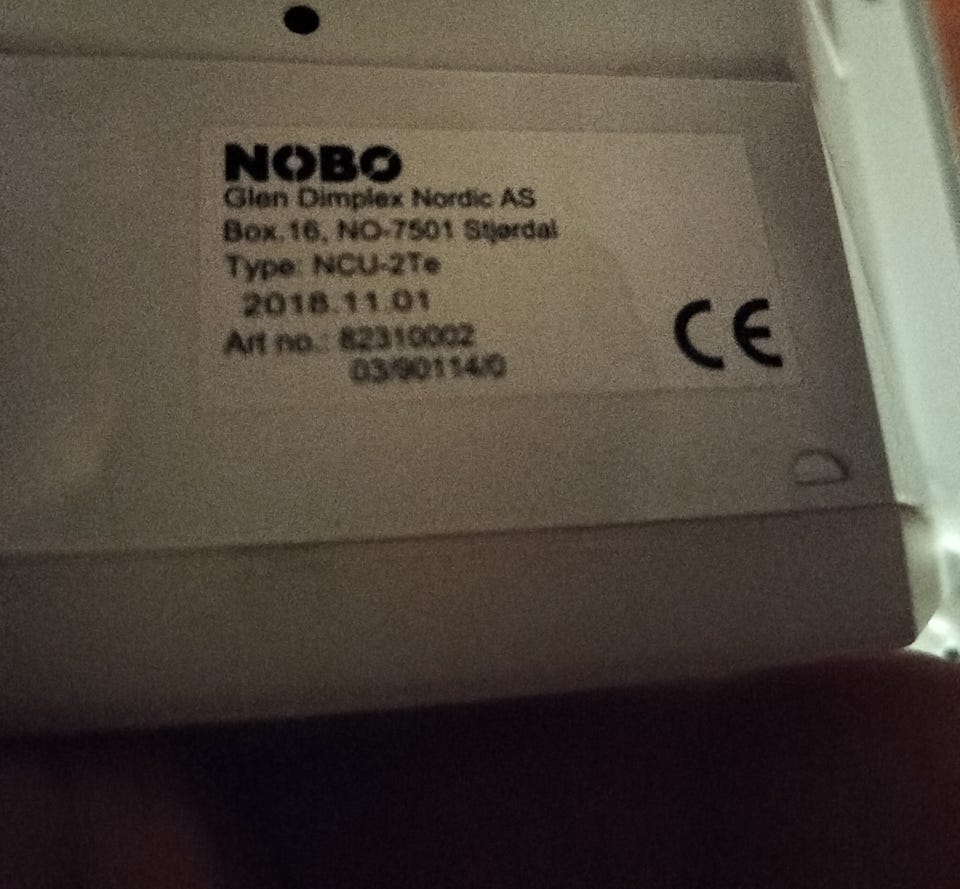 NOBO
Glen Dimplex Nordic AS
Box.16, NO-7501 Stjørdal
Type: NCU-2Te
2018.11.01
Art no.: 82310002
03/90114/0
CE